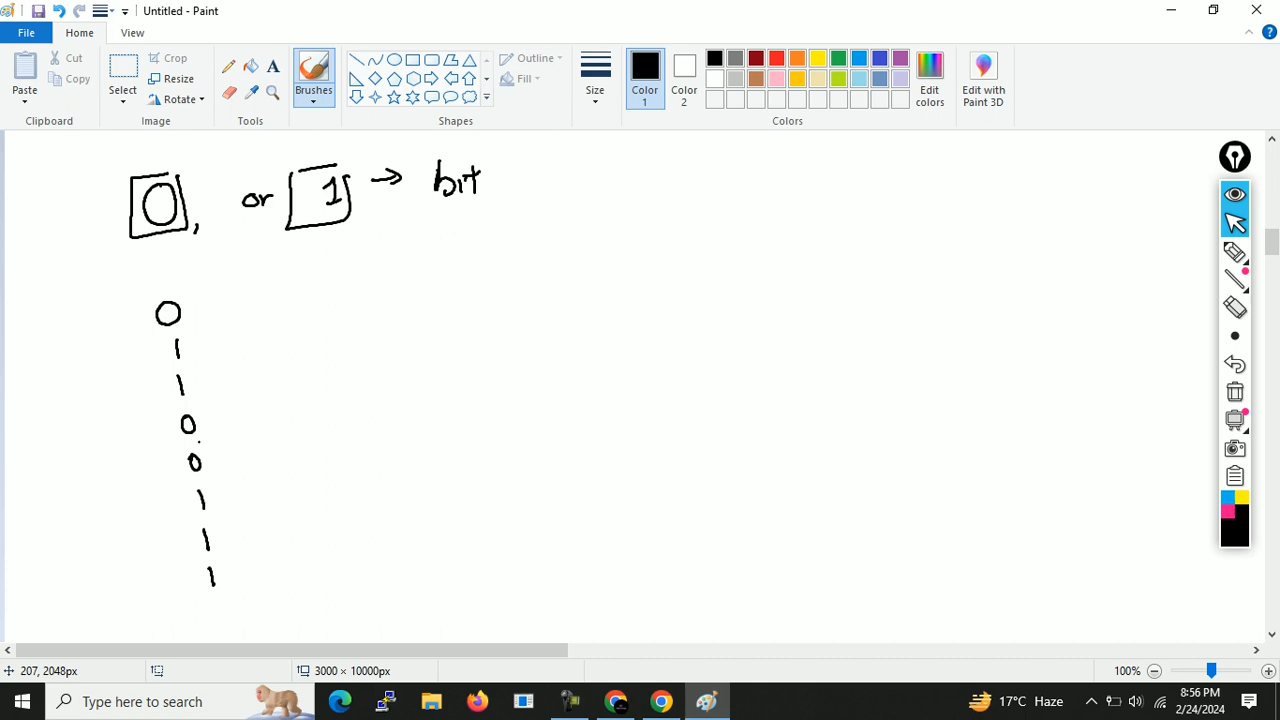 Untitled - Paint
File Home View
Paste Cut Copy
Clipboard
Select Crop Resize Rotate
Image
A
Tools
Brushes
Outline Fill
Shapes
Size
Color 1
Color 2
Edit colors
Colors
Edit with Paint 3D
0, or 1 → bit
0
1
1
0
0
1
1
1
207, 2048px
3000 × 10000px
100%
Type here to search
17°C Haze
8:56 PM
2/24/2024